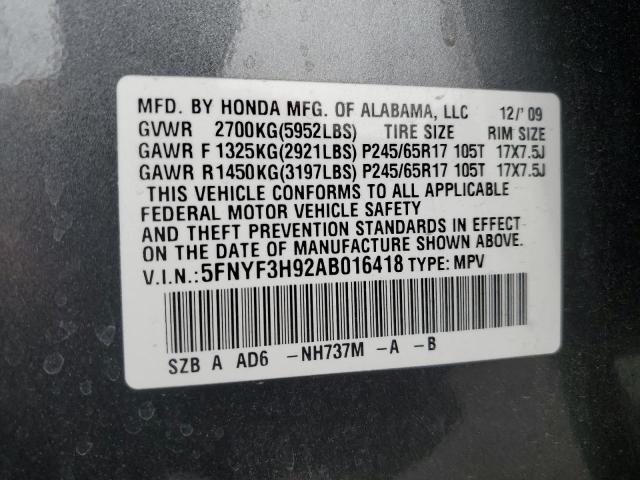 MFD. BY HONDA MFG. OF ALABAMA, LLC 12/'09
GVWR 2700KG(5952LBS) TIRE SIZE RIM SIZE
GAWR F 1325KG(2921LBS) P245/65R17 105T 17X7.5J
GAWR R1450KG(3197LBS) P245/65R17 105T 17X7.5J
THIS VEHICLE CONFORMS TO ALL APPLICABLE
FEDERAL MOTOR VEHICLE SAFETY
AND THEFT PREVENTION STANDARDS IN EFFECT
ON THE DATE OF MANUFACTURE SHOWN ABOVE.
V.I.N.: 5FNYF3H92AB016418 TYPE: MPV
SZB A AD6 -NH737M -A -B